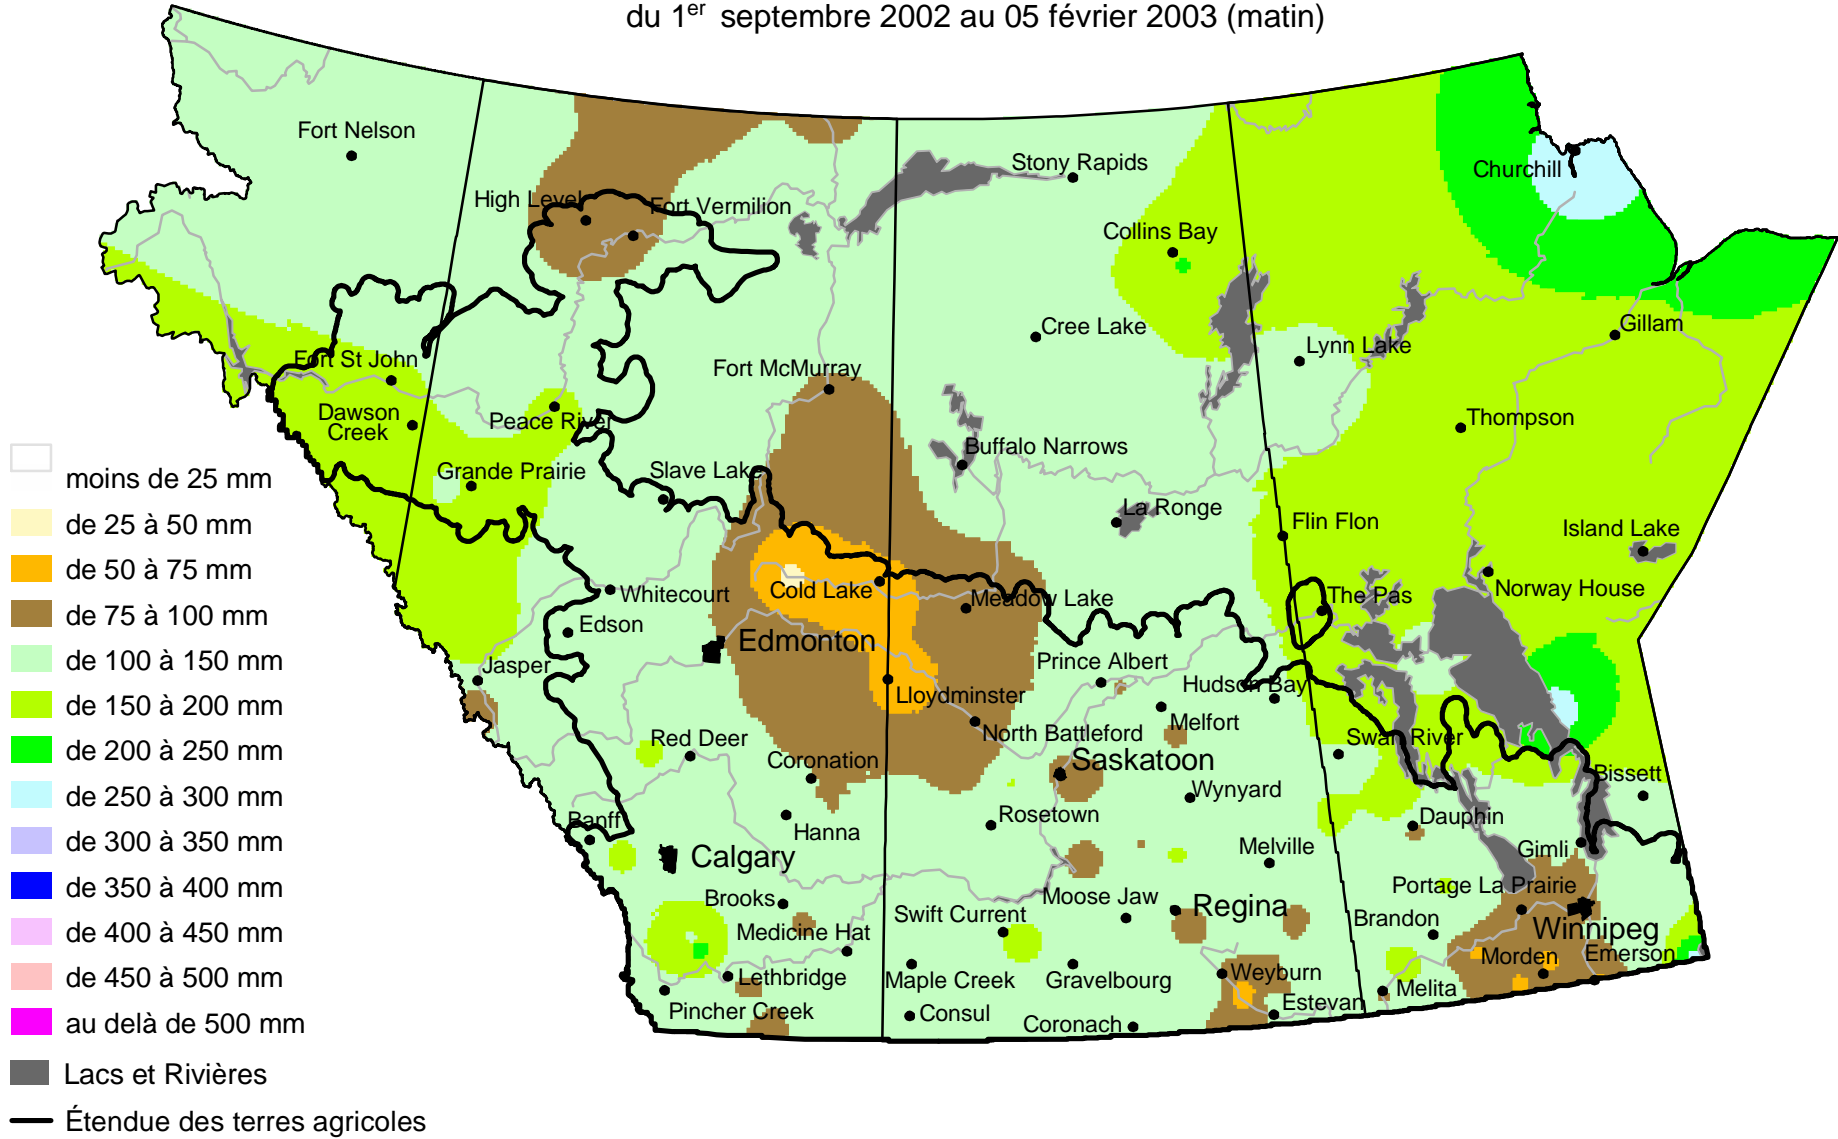 du 1er septembre 2002 au 05 février 2003 (matin)
Fort Nelson
Stony Rapids
Churchill
High Level
Fort Vermilion
Collins Bay
Gillam
Cree Lake
Lynn Lake
Fort St John
Fort McMurray
Dawson
Creek
Peace River
Thompson
Buffalo Narrows
Grande Prairie
Slave Lake
La Ronge
Flin Flon
Island Lake
Whitecourt
Cold Lake
Meadow Lake
The Pas
Norway House
Edson
Edmonton
Jasper
Prince Albert
Hudson Bay
Lloydminster
Melfort
North Battleford
Red Deer
Coronation
Saskatoon
Swan River
Bissett
Wynyard
Banff
Hanna
Rosetown
Dauphin
Calgary
Melville
Gimli
Brooks
Moose Jaw
Portage La Prairie
Swift Current
Regina
Brandon
Winnipeg
Medicine Hat
Morden
Emerson
Lethbridge
Maple Creek
Gravelbourg
Weyburn
Melita
Pincher Creek
Consul
Coronach
Estevan
moins de 25 mm
de 25 à 50 mm
de 50 à 75 mm
de 75 à 100 mm
de 100 à 150 mm
de 150 à 200 mm
de 200 à 250 mm
de 250 à 300 mm
de 300 à 350 mm
de 350 à 400 mm
de 400 à 450 mm
de 450 à 500 mm
au delà de 500 mm
Lacs et Rivières
Étendue des terres agricoles